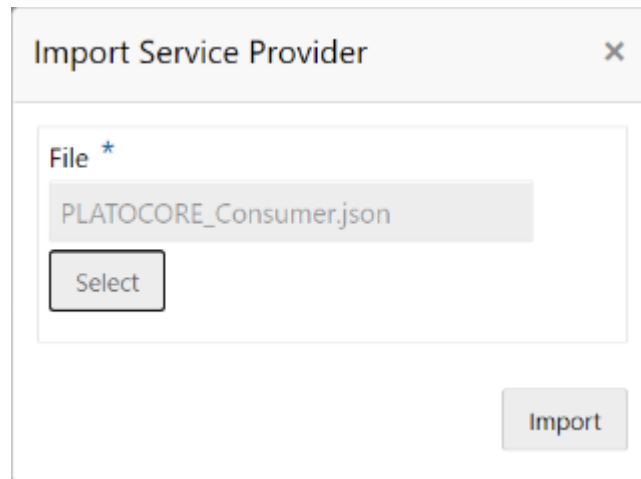 Import Service Provider ×
File *
PLATOCORE_Consumer.json
Select
Import